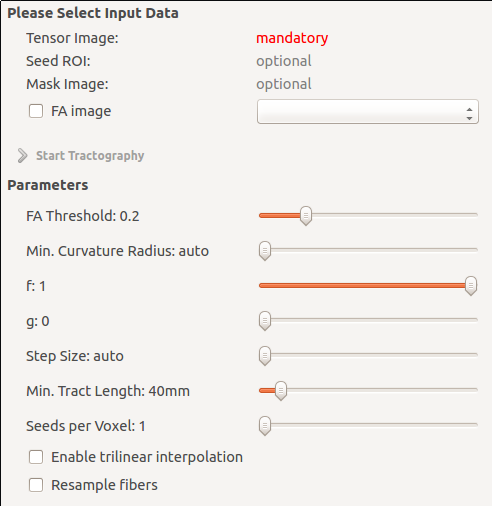 Please Select Input Data
Tensor Image: mandatory
Seed ROI: optional
Mask Image: optional
FA image
Start Tractography
Parameters
FA Threshold: 0.2
Min. Curvature Radius: auto
f: 1
g: 0
Step Size: auto
Min. Tract Length: 40mm
Seeds per Voxel: 1
Enable trilinear interpolation
Resample fibers